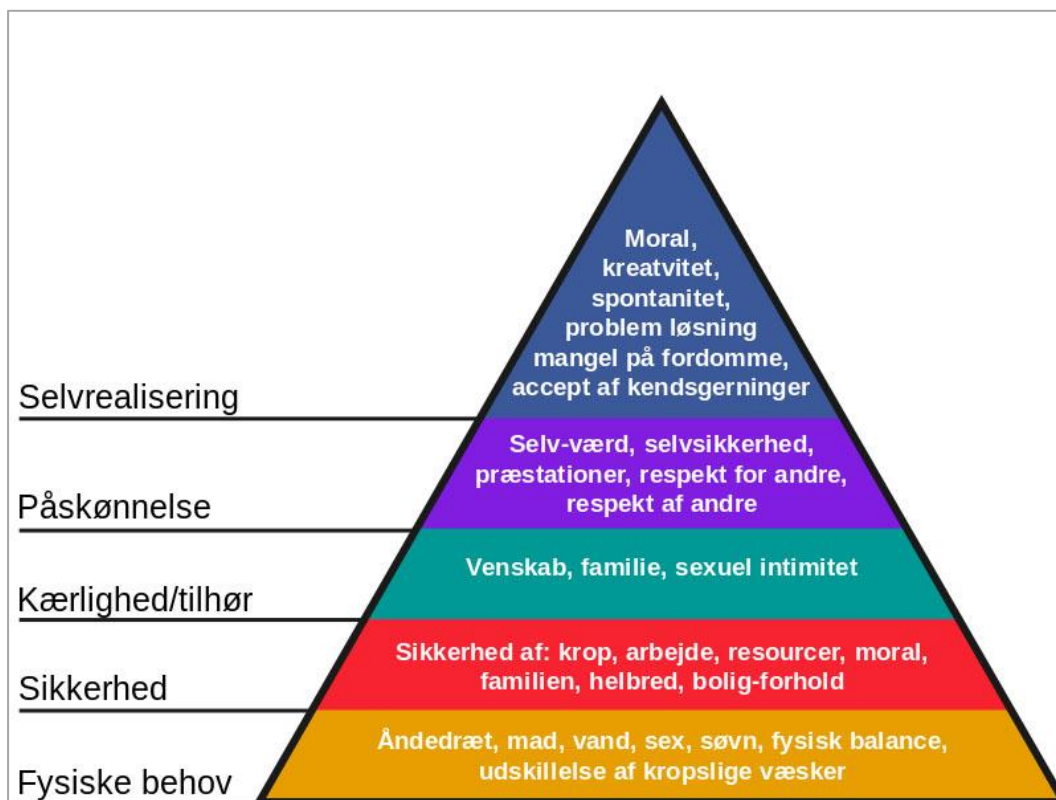 Moral,
kreatvitet,
spontanitet,
problem løsning
mangel på fordomme,
accept af kendsgerninger
Selvrealisering
Selv-værd, selvsikkerhed,
præstationer, respekt for andre,
respekt af andre
Påskønnelse
Venskab, familie, sexuel intimitet
Kærlighed/tilhør
Sikkerhed af: krop, arbejde, resourcer, moral,
familien, helbred, bolig-forhold
Sikkerhed
Åndedræt, mad, vand, sex, søvn, fysisk balance,
udskillelse af kropslige væsker
Fysiske behov